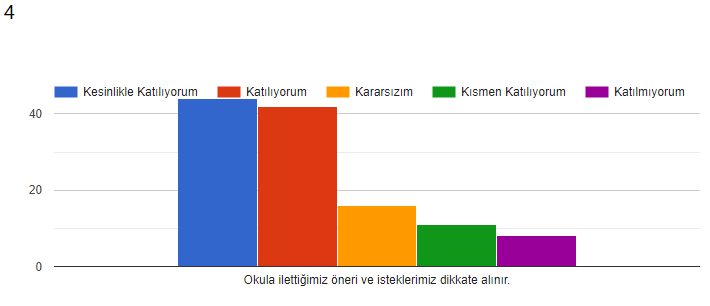 4
Kesinlikle Katılıyorum Katılıyorum Kararsızım Kısmen Katılıyorum Katılmıyorum
40
20
0
Okula ilettiğimiz öneri ve isteklerimiz dikkate alınır.